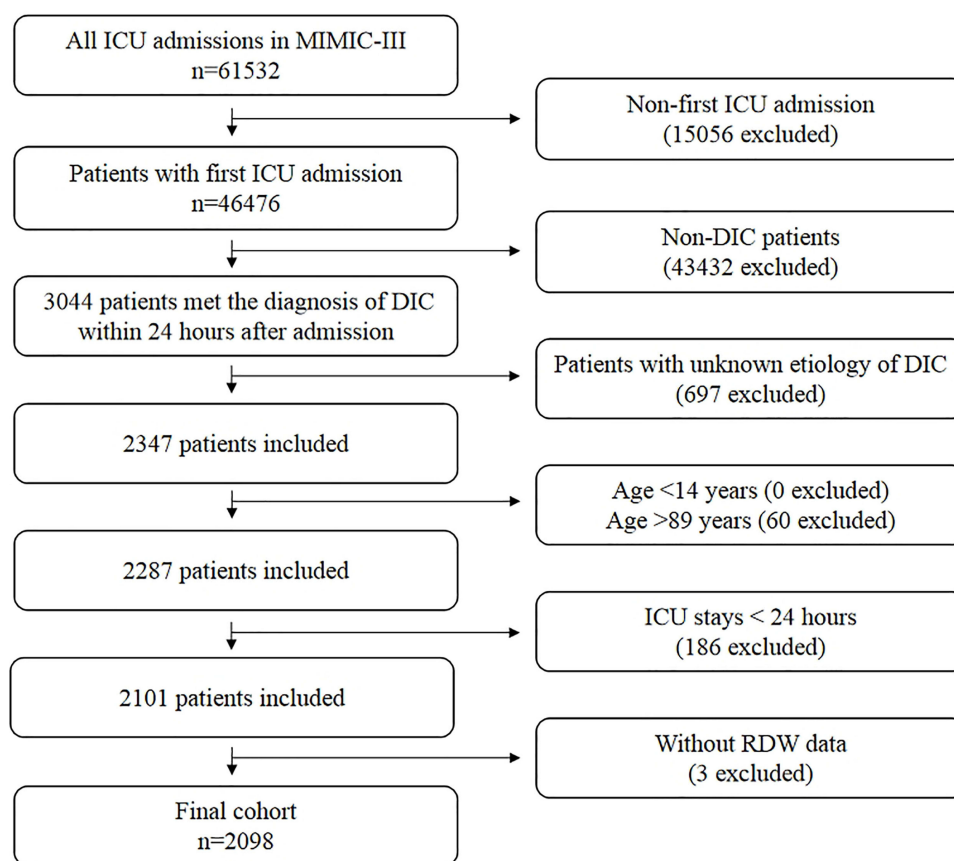 All ICU admissions in MIMIC-III
n=61532
Non-first ICU admission
(15056 excluded)
Patients with first ICU admission
n=46476
Non-DIC patients
(43432 excluded)
3044 patients met the diagnosis of DIC
within 24 hours after admission
Patients with unknown etiology of DIC
(697 excluded)
2347 patients included
Age <14 years (0 excluded)
Age >89 years (60 excluded)
2287 patients included
ICU stays < 24 hours
(186 excluded)
2101 patients included
Without RDW data
(3 excluded)
Final cohort
n=2098